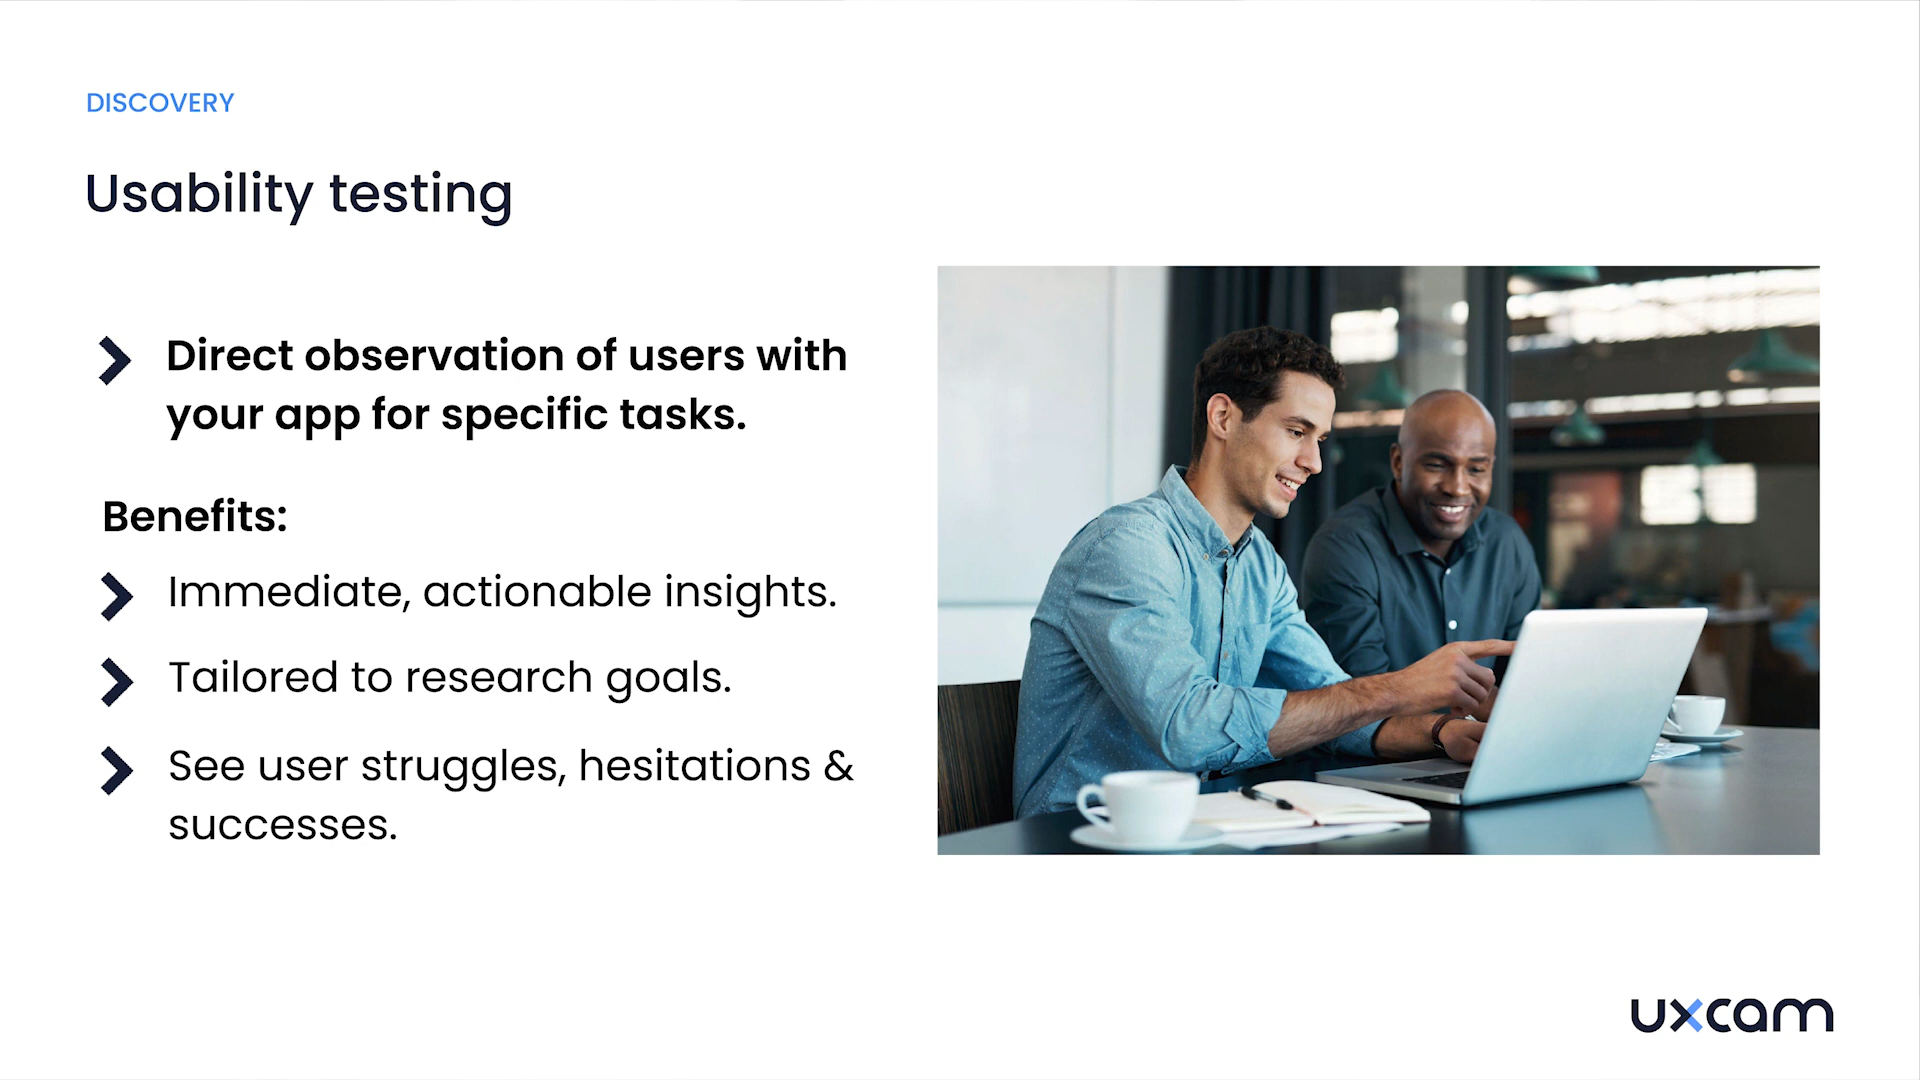 DISCOVERY
Usability testing
Direct observation of users with
your app for specific tasks.
Benefits:
Immediate, actionable insights.
Tailored to research goals.
See user struggles, hesitations &
successes.
uxcam